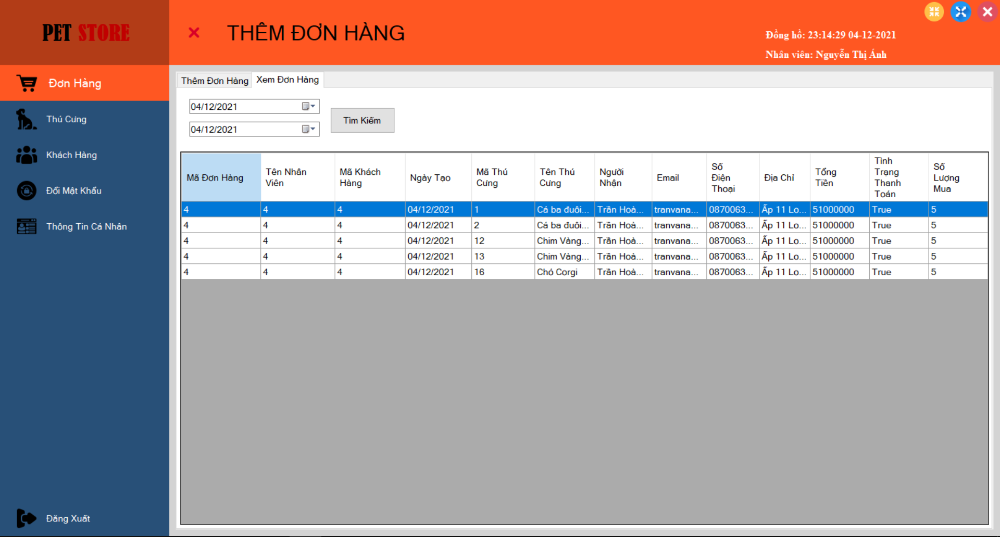 PET STORE
THÊM ĐƠN HÀNG
Đồng hồ: 23:14:29 04-12-2021
Nhân viên: Nguyễn Thị Ánh
Đơn Hàng
Thú Cưng
Khách Hàng
Đổi Mật Khẩu
Thông Tin Cá Nhân
Đăng Xuất
Thêm Đơn Hàng Xem Đơn Hàng
04/12/2021
04/12/2021
Tìm Kiếm
Mã Đơn Hàng
Tên Nhân
Viên
Mã Khách
Hàng
Ngày Tạo
Mã Thú
Cưng
Tên Thú
Cưng
Người
Nhận
Email
Số
Điện
Thoại
Địa Chỉ
Tổng
Tiền
Tình
Trạng
Thanh
Toán
Số
Lượng
Mua
4 4 4 04/12/2021 1 Cá ba đuôi... Trần Hoà... tranvana... 0870063... Ấp 11 Lo... 51000000 True 5
4 4 4 04/12/2021 2 Cá ba đuôi... Trần Hoà... tranvana... 0870063... Ấp 11 Lo... 51000000 True 5
4 4 4 04/12/2021 12 Chim Vàng... Trần Hoà... tranvana... 0870063... Ấp 11 Lo... 51000000 True 5
4 4 4 04/12/2021 13 Chim Vàng... Trần Hoà... tranvana... 0870063... Ấp 11 Lo... 51000000 True 5
4 4 4 04/12/2021 16 Chó Corgi Trần Hoà... tranvana... 0870063... Ấp 11 Lo... 51000000 True 5